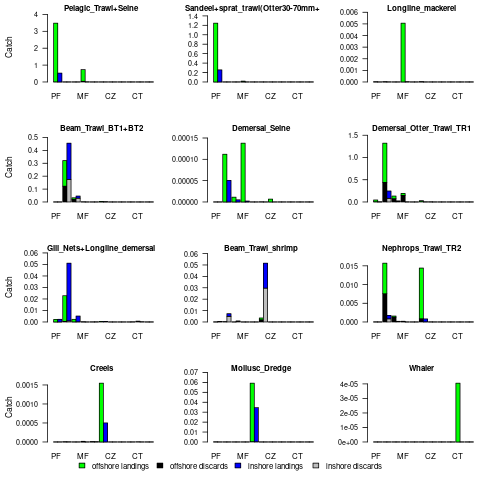 Pelagic_Trawl+Seine Sandeel+sprat_trawl(Otter30-70mm+ Longline_mackerel
Catch
4 3 2 1 0
1.4 1.2 1.0 0.8 0.6 0.4 0.2 0.0
0.006 0.005 0.004 0.003 0.002 0.001 0.000
PF MF CZ CT PF MF CZ CT PF MF CZ CT
Beam_Trawl_BT1+BT2 Demersal_Seine Demersal_Otter_Trawl_TR1
Catch
0.5 0.4 0.3 0.2 0.1 0.0
0.00015 0.00010 0.00005 0.00000
1.5 1.0 0.5 0.0
PF MF CZ CT PF MF CZ CT PF MF CZ CT
Gill_Nets+Longline_demersal Beam_Trawl_shrimp Nephrops_Trawl_TR2
Catch
0.06 0.05 0.04 0.03 0.02 0.01 0.00
0.06 0.05 0.04 0.03 0.02 0.01 0.00
0.015 0.010 0.005 0.000
PF MF CZ CT PF MF CZ CT PF MF CZ CT
Creels Mollusc_Dredge Whaler
Catch
0.0015 0.0010 0.0005 0.0000
0.07 0.06 0.05 0.04 0.03 0.02 0.01 0.00
4e-05 3e-05 2e-05 1e-05 0e+00
PF MF CZ CT PF MF CZ CT PF MF CZ CT
offshore landings offshore discards inshore landings inshore discards